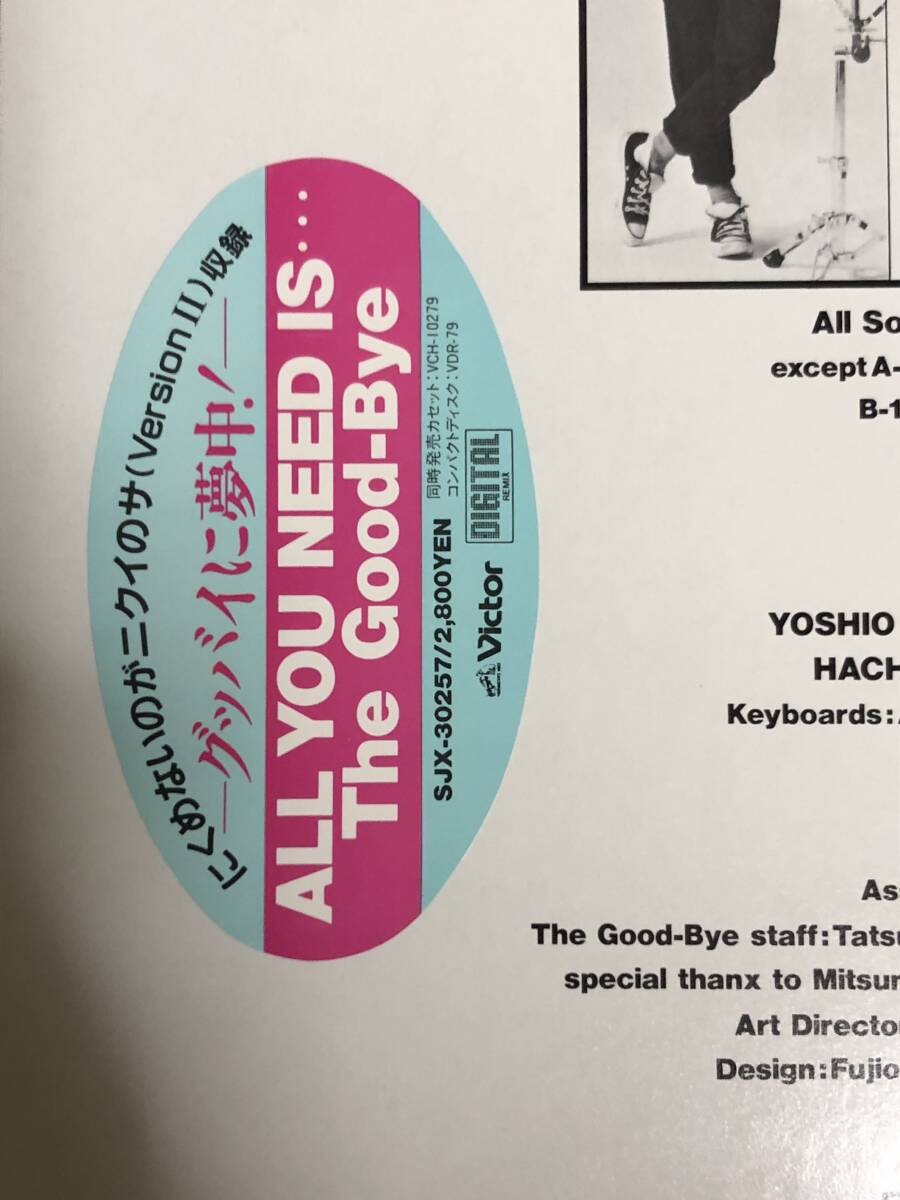 にくめないのがニクイのサ(Version II)収録
—グッバイに夢中!—
ALL YOU NEED IS...
The Good-Bye
SJX-30257/2,800YEN
同時発売カセット:VCH-10279
コンパクトディスク:VDR-79
Victor
DIGITAL
REMIX
All So
except A-
B-1
YOSHIO
HACH
Keyboards:
Ass
The Good-Bye staff:Tatsu
special thanx to Mitsur
Art Director
Design:Fujio